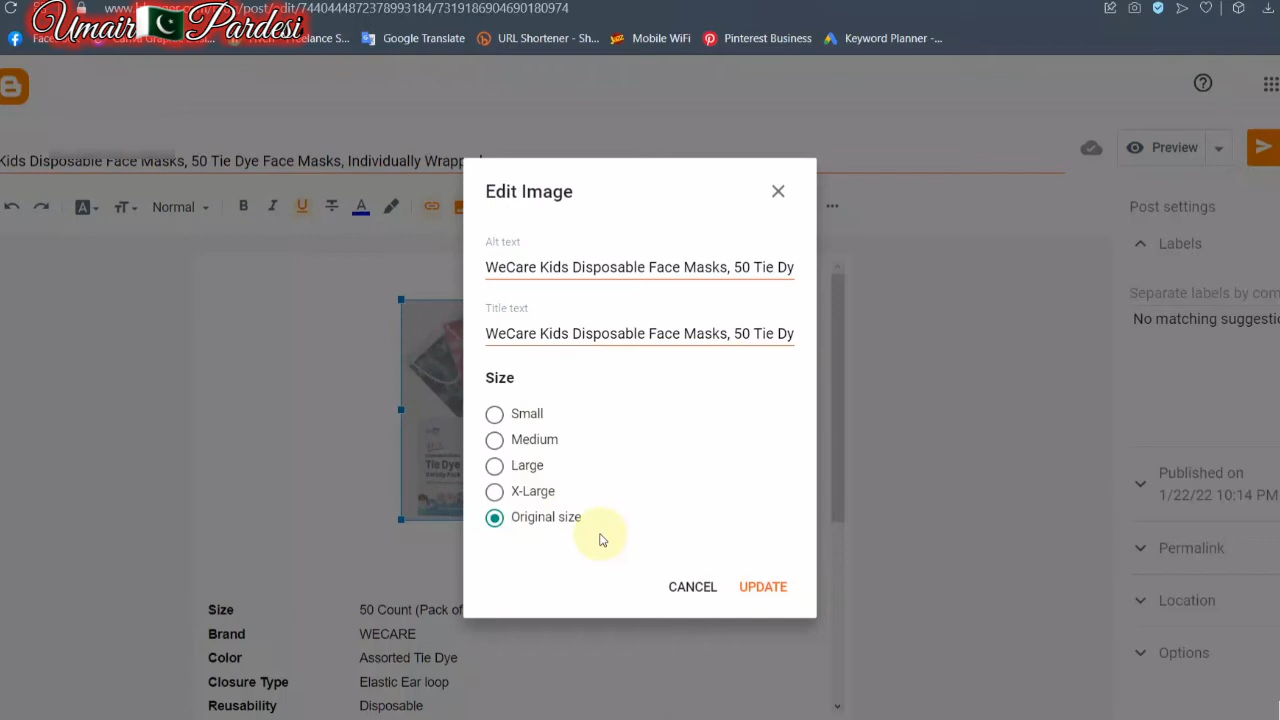 /post/edit/7440444872378993184/7319186904690180974
Umair Pardesi
Google Translate
URL Shortener - Sh...
Mobile WiFi
Pinterest Business
Keyword Planner -...
Kids Disposable Face Masks, 50 Tie Dye Face Masks, Individually Wrapp
Preview
Normal
B
I
U
A
Edit Image
Alt text
WeCare Kids Disposable Face Masks, 50 Tie Dy
Title text
WeCare Kids Disposable Face Masks, 50 Tie Dy
Size
Small
Medium
Large
X-Large
Original size
CANCEL
UPDATE
Post settings
Labels
Separate labels by com
No matching suggestio
Published on
1/22/22 10:14 PM
Permalink
Location
Options
Tie Dye
Size 50 Count (Pack of
Brand WECARE
Color Assorted Tie Dye
Closure Type Elastic Ear loop
Reusability Disposable